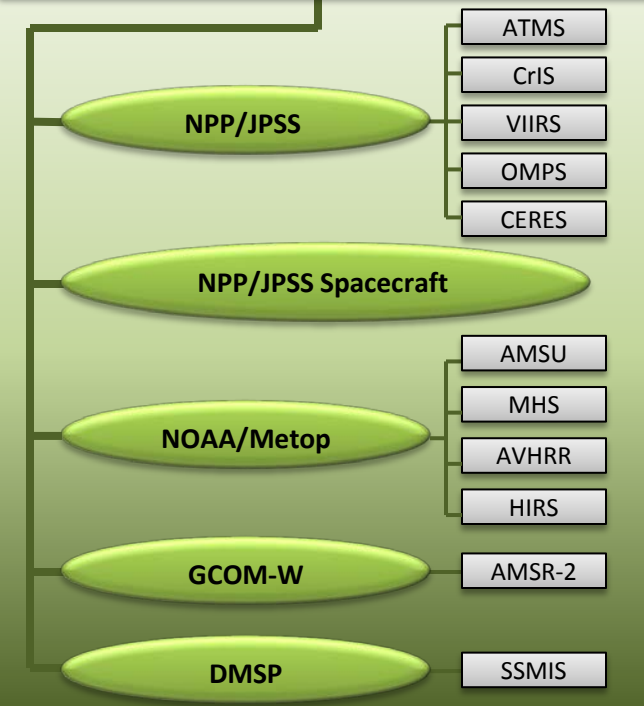 NPP/JPSS
ATMS
CrIS
VIIRS
OMPS
CERES
NPP/JPSS Spacecraft
NOAA/Metop
AMSU
MHS
AVHRR
HIRS
GCOM-W
AMSR-2
DMSP
SSMIS